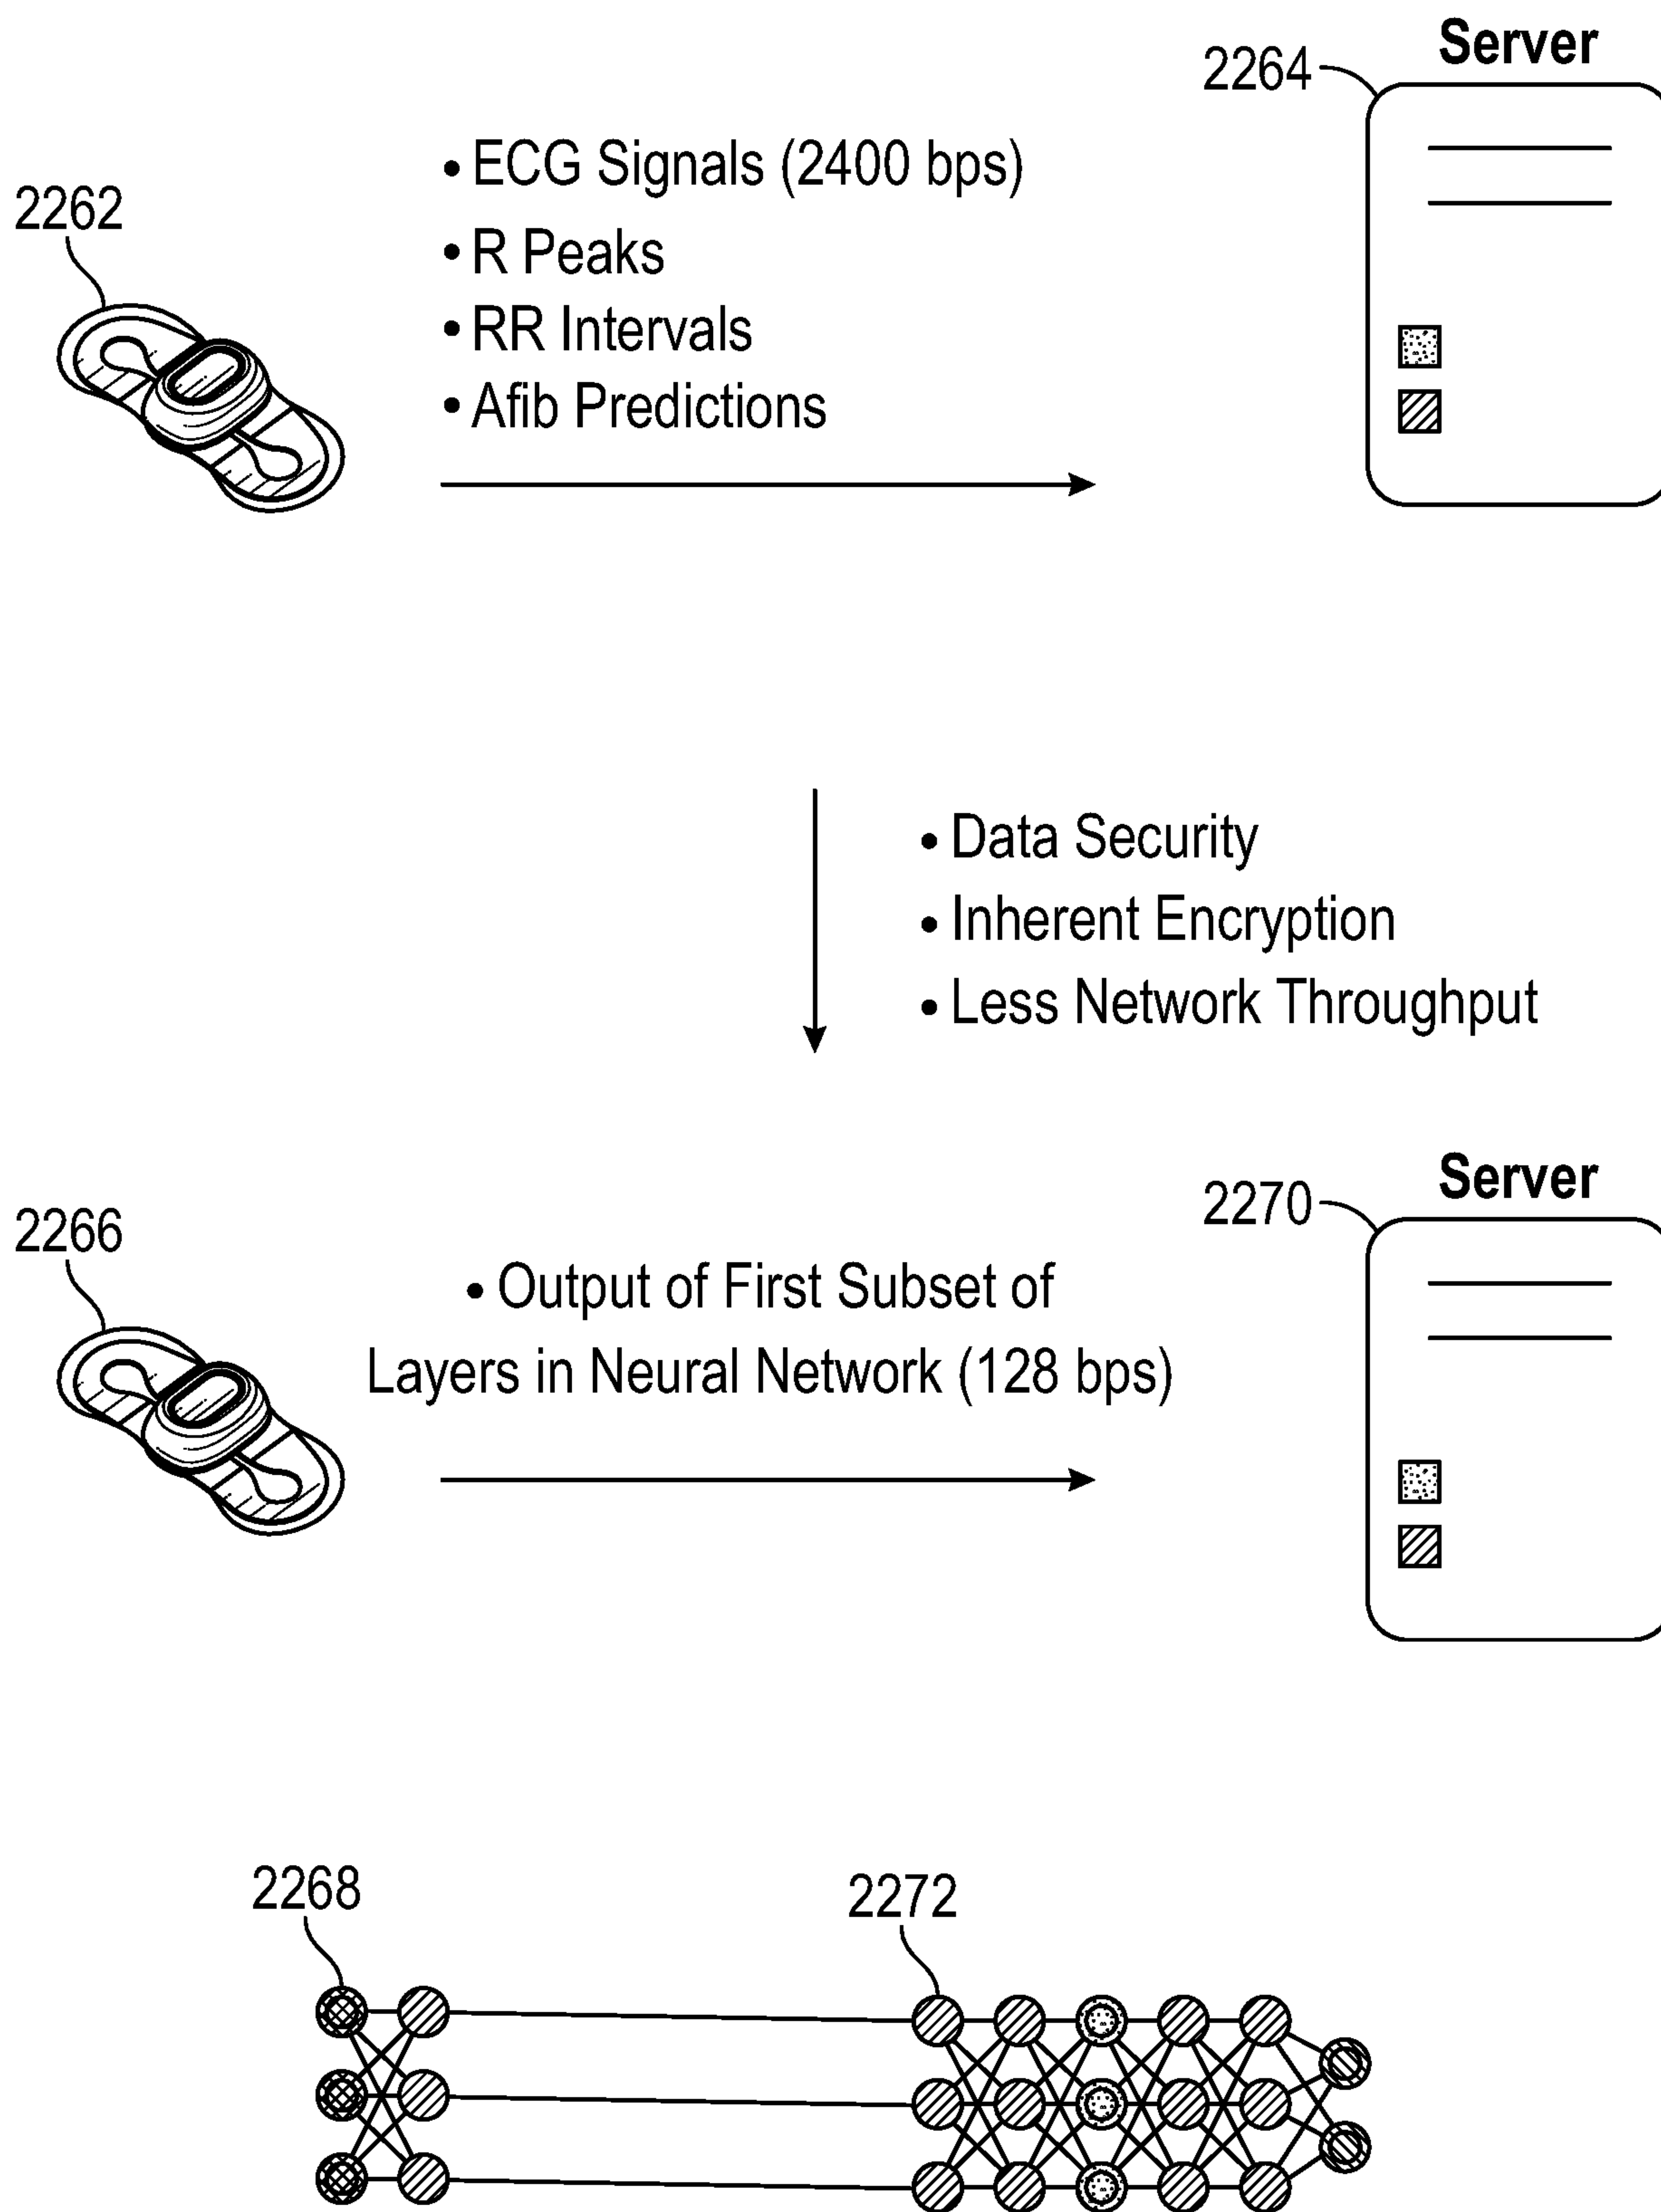 Server
2264
• ECG Signals (2400 bps)
2262
• R Peaks
• RR Intervals
• Afib Predictions
• Data Security
• Inherent Encryption
• Less Network Throughput
Server
2270
2266
• Output of First Subset of
Layers in Neural Network (128 bps)
2268
2272